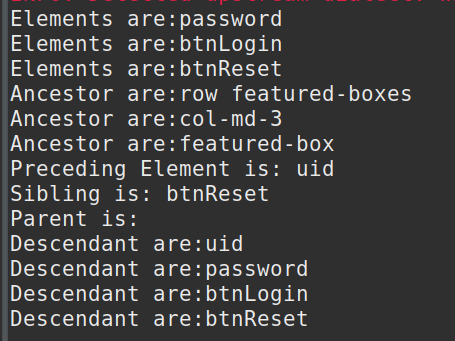 Elements are:password
Elements are:btnLogin
Elements are:btnReset
Ancestor are:row featured-boxes
Ancestor are:col-md-3
Ancestor are:featured-box
Preceding Element is: uid
Sibling is: btnReset
Parent is:
Descendant are:uid
Descendant are:password
Descendant are:btnLogin
Descendant are:btnReset